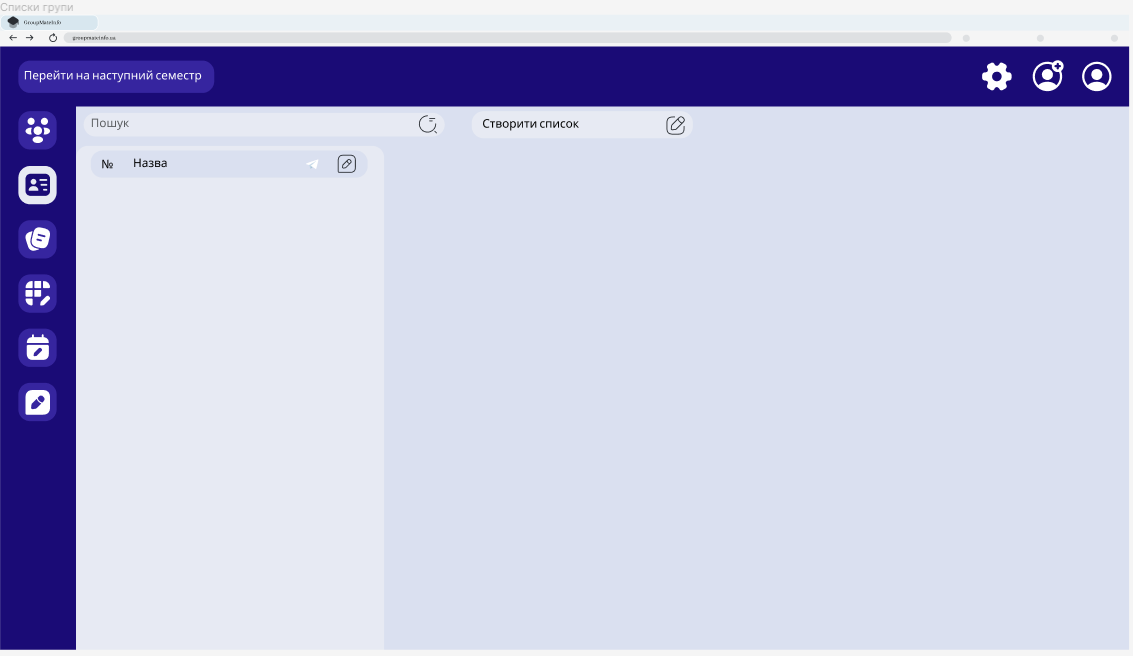 Списки групи
GroupMateInfo
groupmateinfo.ua
Перейти на наступний семестр
Пошук
Створити список
№ Назва